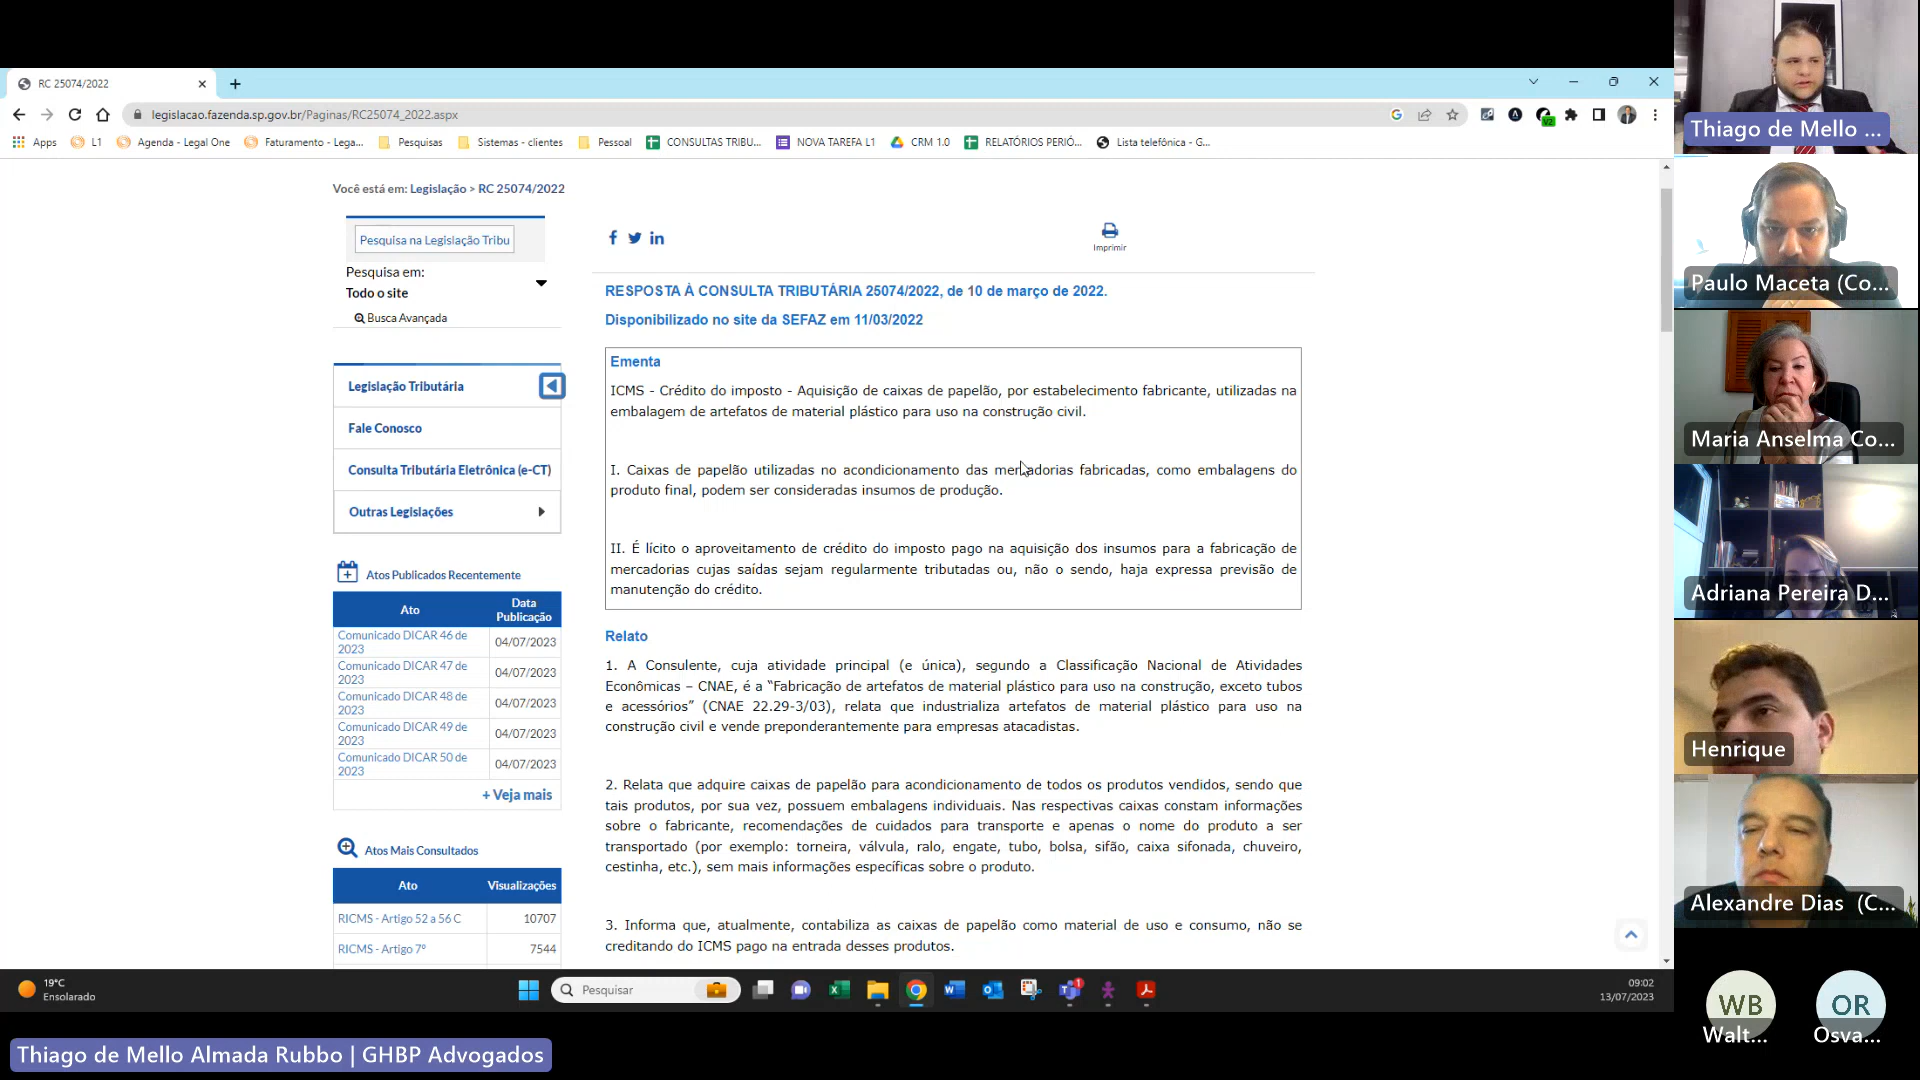 RC 25074/2022
legislacao.fazenda.sp.gov.br/Paginas/RC25074_2022.aspx
Apps
L1
Agenda - Legal One
Faturamento - Lega...
Pesquisas
Sistemas - clientes
Pessoal
CONSULTAS TRIBU...
NOVA TAREFA L1
CRM 1.0
RELATÓRIOS PERIÓ...
Lista telefônica - G...
Você está em: Legislação > RC 25074/2022
Pesquisa na Legislação Tribu
Pesquisa em:
Todo o site
Busca Avançada
Legislação Tributária
Fale Conosco
Consulta Tributária Eletrônica (e-CT)
Outras Legislações
Atos Publicados Recentemente
Ato
Data Publicação
Comunicado DICAR 46 de 2023
04/07/2023
Comunicado DICAR 47 de 2023
04/07/2023
Comunicado DICAR 48 de 2023
04/07/2023
Comunicado DICAR 49 de 2023
04/07/2023
Comunicado DICAR 50 de 2023
04/07/2023
+ Veja mais
Atos Mais Consultados
Ato
Visualizações
RICMS - Artigo 52 a 56 C
10707
RICMS - Artigo 7º
7544
Imprimir
RESPOSTA À CONSULTA TRIBUTÁRIA 25074/2022, de 10 de março de 2022.
Disponibilizado no site da SEFAZ em 11/03/2022
Ementa
ICMS - Crédito do imposto - Aquisição de caixas de papelão, por estabelecimento fabricante, utilizadas na
embalagem de artefatos de material plástico para uso na construção civil.
I. Caixas de papelão utilizadas no acondicionamento das mercadorias fabricadas, como embalagens do
produto final, podem ser consideradas insumos de produção.
II. É lícito o aproveitamento de crédito do imposto pago na aquisição dos insumos para a fabricação de
mercadorias cujas saídas sejam regularmente tributadas ou, não o sendo, haja expressa previsão de
manutenção do crédito.
Relato
1. A Consulente, cuja atividade principal (e única), segundo a Classificação Nacional de Atividades
Econômicas – CNAE, é a “Fabricação de artefatos de material plástico para uso na construção, exceto tubos
e acessórios” (CNAE 22.29-3/03), relata que industrializa artefatos de material plástico para uso na
construção civil e vende preponderantemente para empresas atacadistas.
2. Relata que adquire caixas de papelão para acondicionamento de todos os produtos vendidos, sendo que
tais produtos, por sua vez, possuem embalagens individuais. Nas respectivas caixas constam informações
sobre o fabricante, recomendações de cuidados para transporte e apenas o nome do produto a ser
transportado (por exemplo: torneira, válvula, ralo, engate, tubo, bolsa, sifão, caixa sifonada, chuveiro,
cestinha, etc.), sem mais informações específicas sobre o produto.
3. Informa que, atualmente, contabiliza as caixas de papelão como material de uso e consumo, não se
creditando do ICMS pago na entrada desses produtos.
19°C
Ensolarado
Pesquisar
1
09:02
13/07/2023
Thiago de Mello Almada Rubbo | GHBP Advogados
Thiago de Mello ...
Paulo Maceta (Co...
Maria Anselma Co...
Adriana Pereira D...
Henrique
Alexandre Dias (C...
WB
Walt...
OR
Osva...